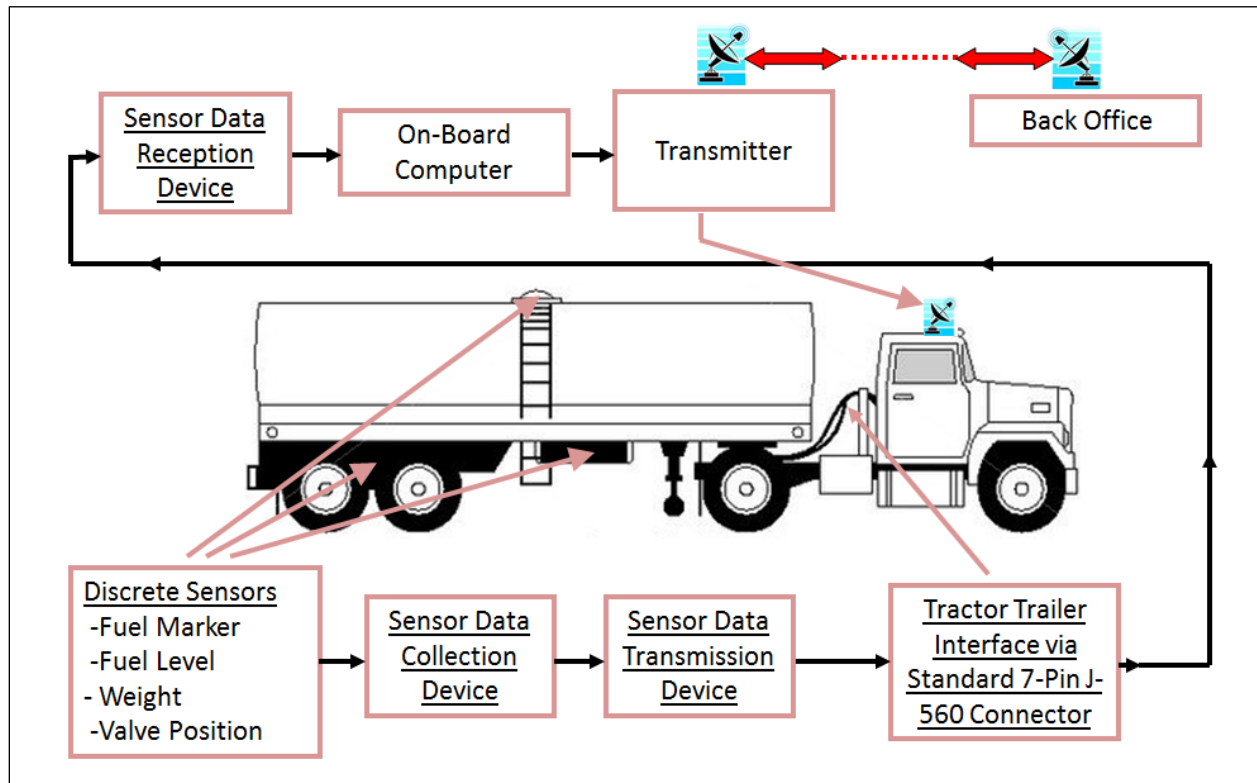 Sensor Data
Reception
Device
On-Board
Computer
Transmitter
Back Office
Discrete Sensors
-Fuel Marker
-Fuel Level
- Weight
-Valve Position
Sensor Data
Collection
Device
Sensor Data
Transmission
Device
Tractor Trailer
Interface via
Standard 7-Pin J-
560 Connector